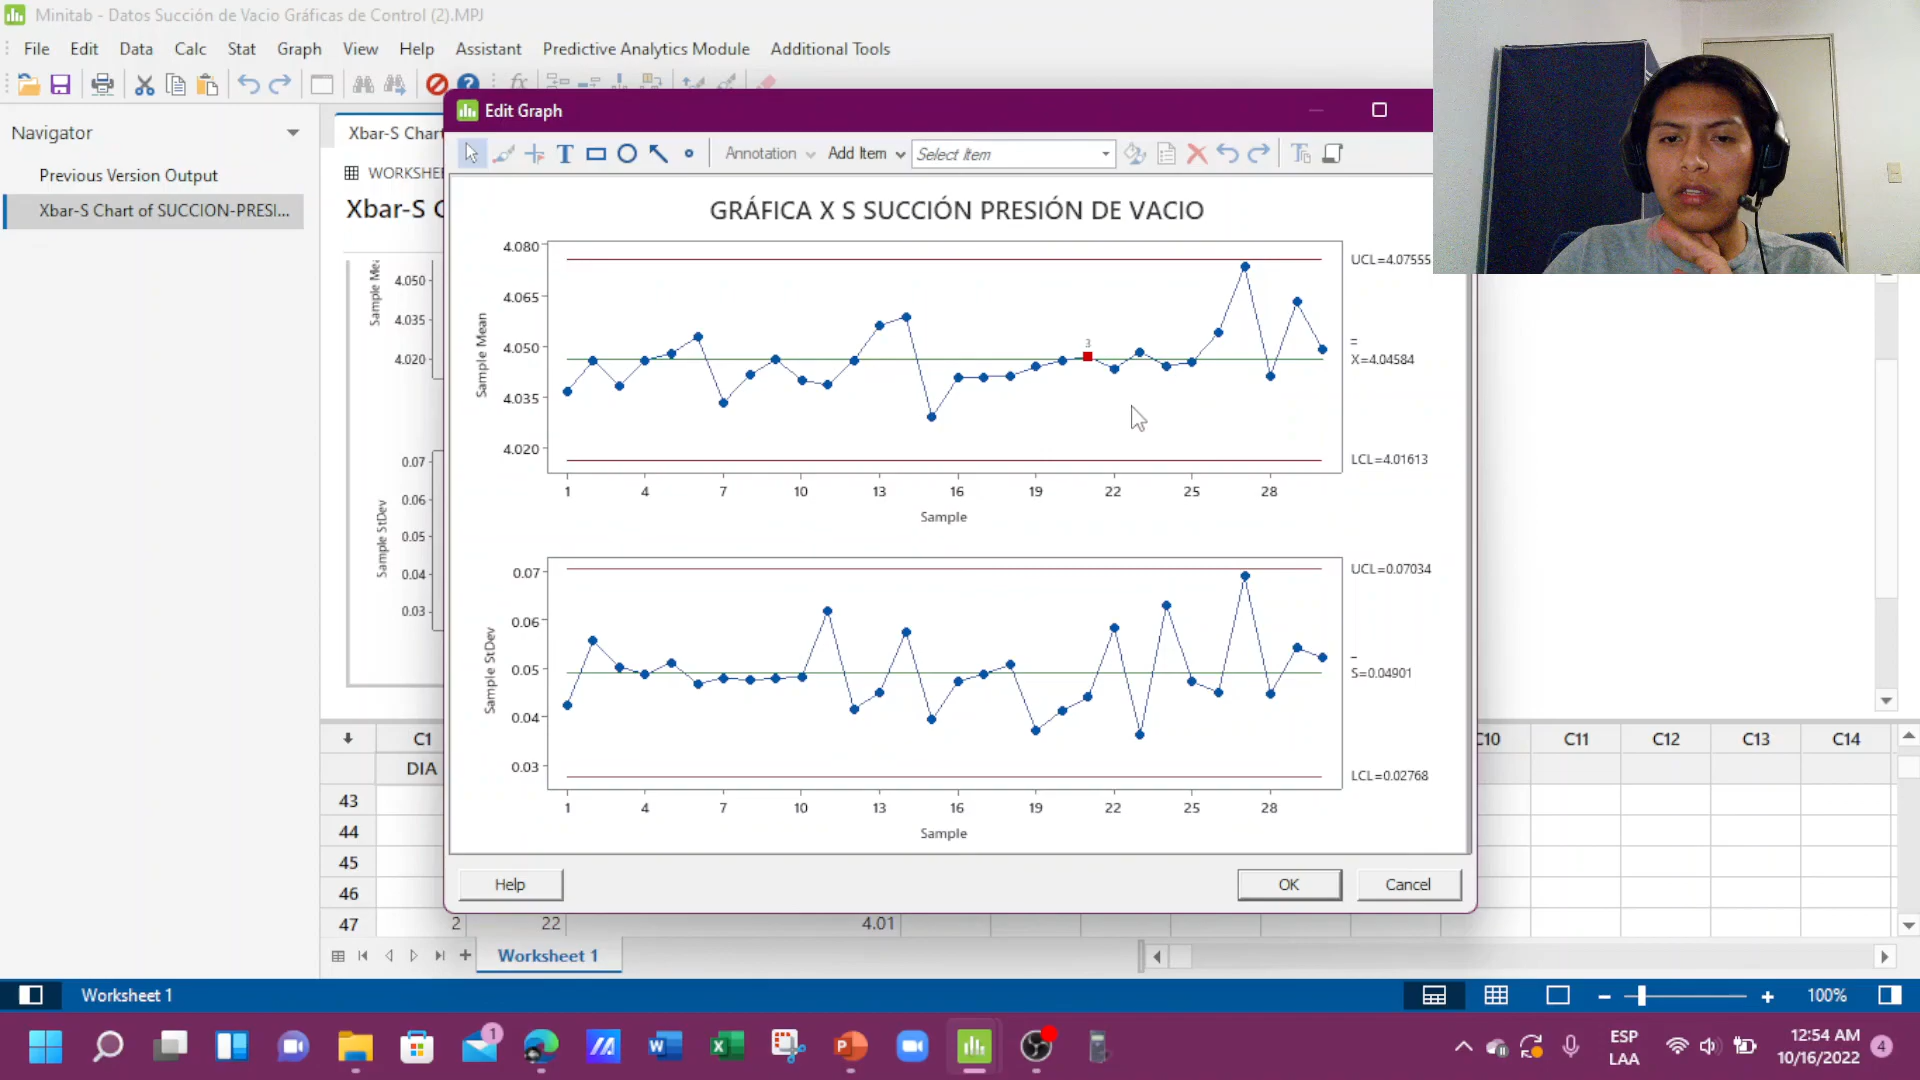 Minitab - Datos Succión de Vacio Gráficas de Control (2).MPJ
File Edit Data Calc Stat Graph View Help Assistant Predictive Analytics Module Additional Tools
Navigator
Previous Version Output
Xbar-S Chart of SUCCION-PRESI...
Xbar-S Chart
WORKSHE
Xbar-S C
Sample Me
4.050
4.035
4.020
0.07
0.06
0.05
0.04
0.03
Sample StDev
Edit Graph
T Annotation Add Item Select Item
GRÁFICA X S SUCCIÓN PRESIÓN DE VACIO
4.080
4.065
4.050
4.035
4.020
Sample Mean
UCL=4.07555
3
X=4.04584
LCL=4.01613
1 4 7 10 13 16 19 22 25 28
Sample
0.07
0.06
0.05
0.04
0.03
Sample StDev
UCL=0.07034
S=0.04901
LCL=0.02768
1 4 7 10 13 16 19 22 25 28
Sample
Help OK Cancel
C1 C10 C11 C12 C13 C14
DIA
43
44
45
46
47 2 22 4.01
Worksheet 1
Worksheet 1 100%
1
ESP
LAA
12:54 AM
10/16/2022
4